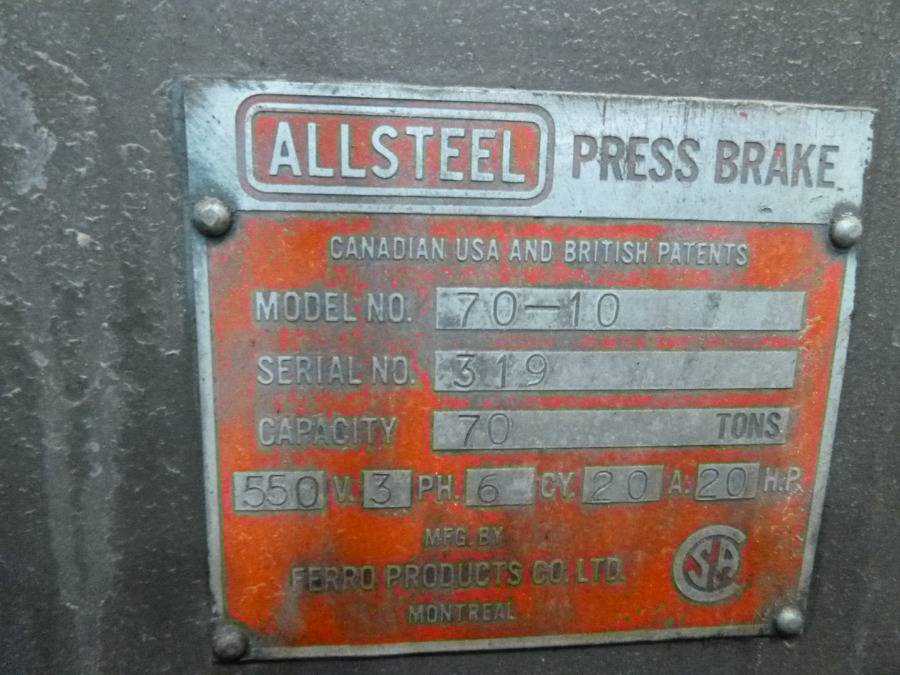 ALLSTEEL PRESS BRAKE
CANADIAN USA AND BRITISH PATENTS
MODEL NO. 70-10
SERIAL NO. 319
CAPACITY 70 TONS
550 V. 3 PH. 6 CY. 20 A. 20 H.P.
MFG. BY
FERRO PRODUCTS CO. LTD.
MONTREAL
CSA